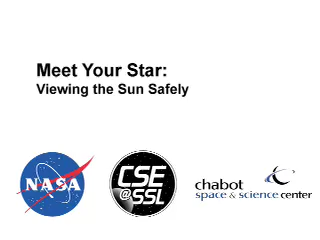 Meet Your Star:
Viewing the Sun Safely
NASA
CSE
@SSL
chabot
space & science center